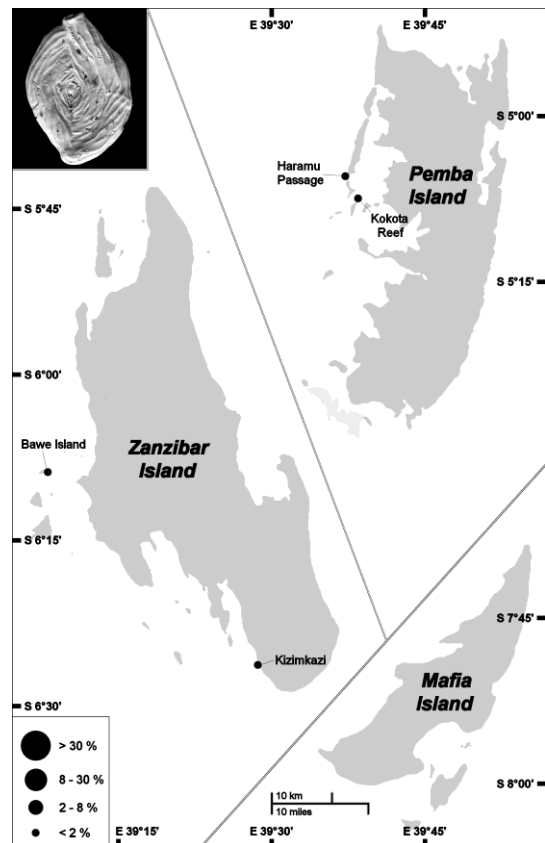 E 39°30'
E 39°45'
S 5°00'
Haramu
Passage
Pemba
Island
Kokota
Reef
S 5°45'
S 5°15'
S 6°00'
Bawe Island
Zanzibar
Island
S 6°15'
S 7°45'
Kizimkazi
Mafia
Island
S 6°30'
> 30 %
8 - 30 %
2 - 8 %
< 2 %
10 km
10 miles
S 8°00'
E 39°15'
E 39°30'
E 39°45'